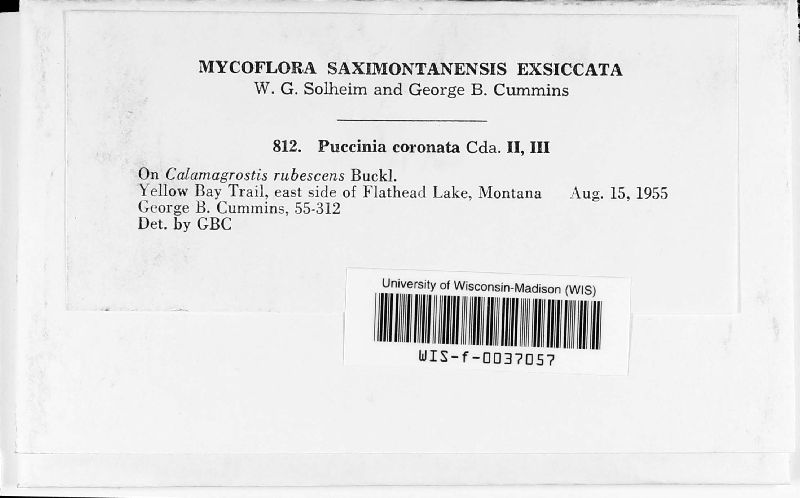 MYCOFLORA SAXIMONTANENSIS EXSICCATA
W. G. Solheim and George B. Cummins
812. Puccinia coronata Cda. II, III
On Calamagrostis rubescens Buckl.
Yellow Bay Trail, east side of Flathead Lake, Montana Aug. 15, 1955
George B. Cummins, 55-312
Det. by GBC
University of Wisconsin-Madison (WIS)
WIS-f-0037057